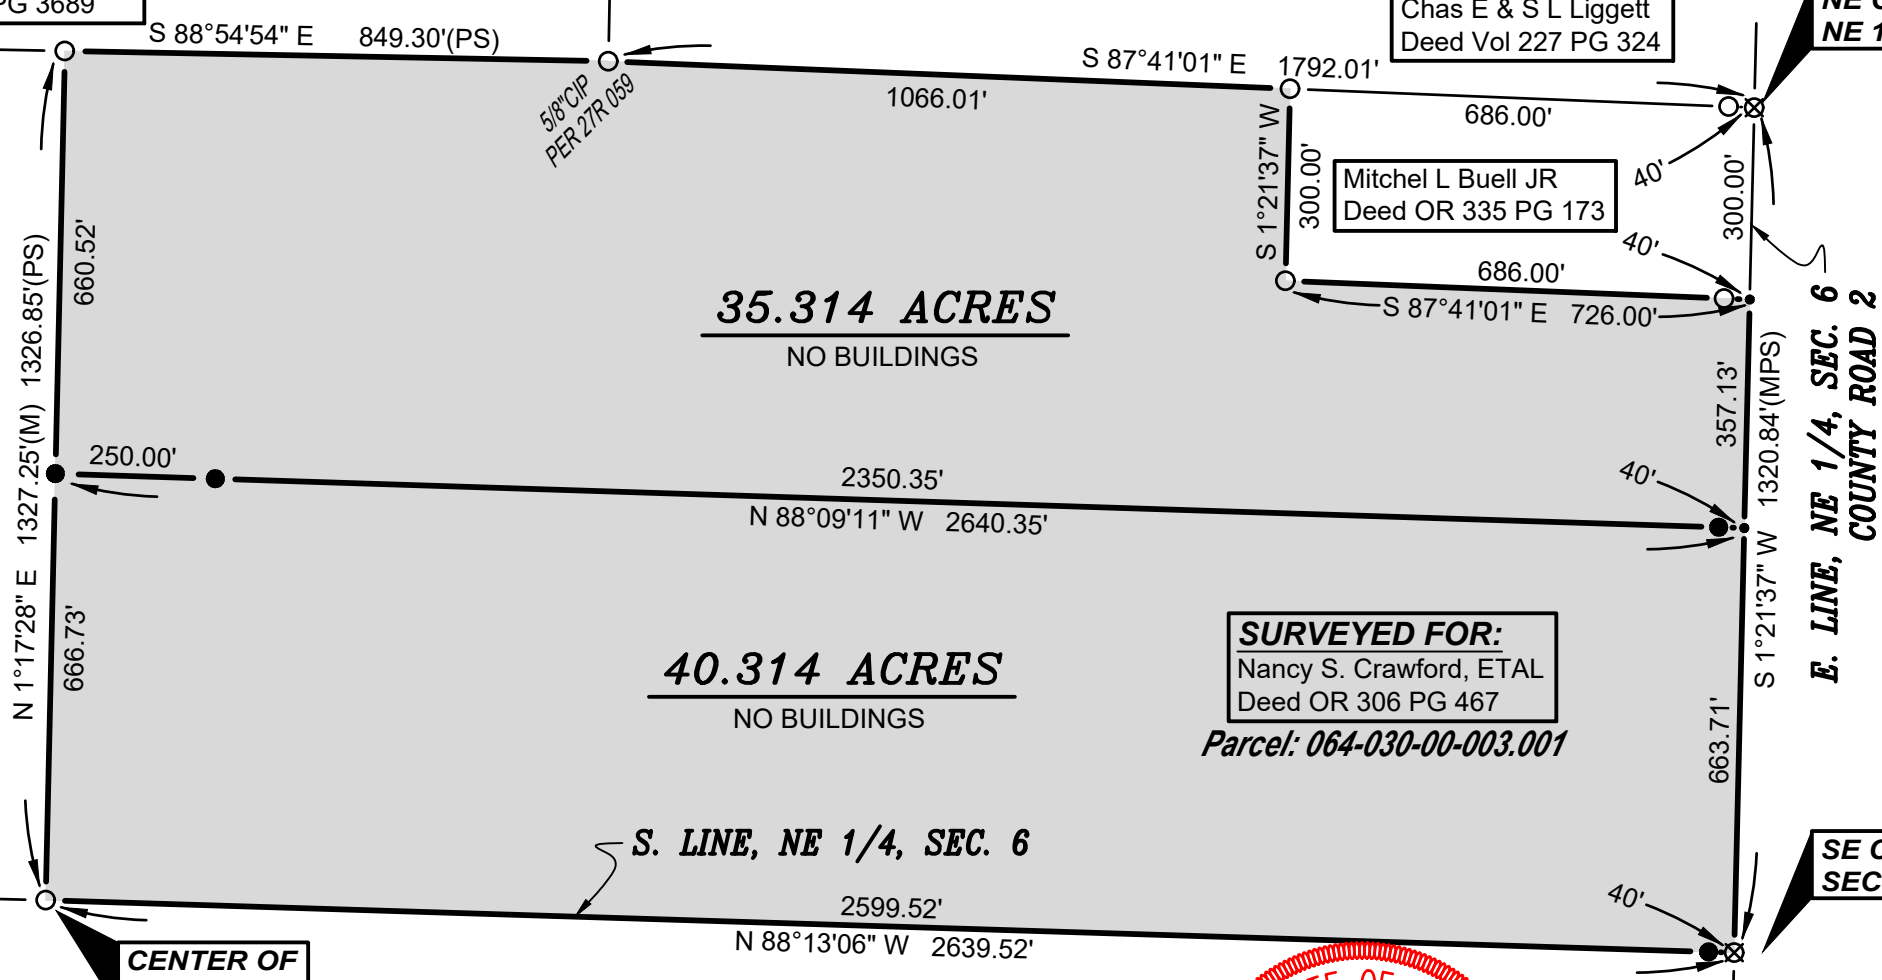 PG 3689
Chas E & S L Liggett
Deed Vol 227 PG 324
NE 1
S 88°54'54" E 849.30'(PS)
S 87°41'01" E 1792.01'
1066.01'
686.00'
5/8"CIP
PER 27R 059
40'
S 1°21'37" W
300.00'
Mitchel L Buell JR
Deed OR 335 PG 173
300.00'
40'
686.00'
S 87°41'01" E 726.00'
660.52'
N 1°17'28" E 1327.25'(M) 1326.85'(PS)
35.314 ACRES
NO BUILDINGS
357.13'
S 1°21'37" W 1320.84'(MPS)
E. LINE, NE 1/4, SEC. 6
COUNTY ROAD 2
250.00'
2350.35'
N 88°09'11" W 2640.35'
40'
666.73'
40.314 ACRES
NO BUILDINGS
SURVEYED FOR:
Nancy S. Crawford, ETAL
Deed OR 306 PG 467
Parcel: 064-030-00-003.001
663.71'
S. LINE, NE 1/4, SEC. 6
2599.52'
N 88°13'06" W 2639.52'
40'
SE
SEC
CENTER OF
OF